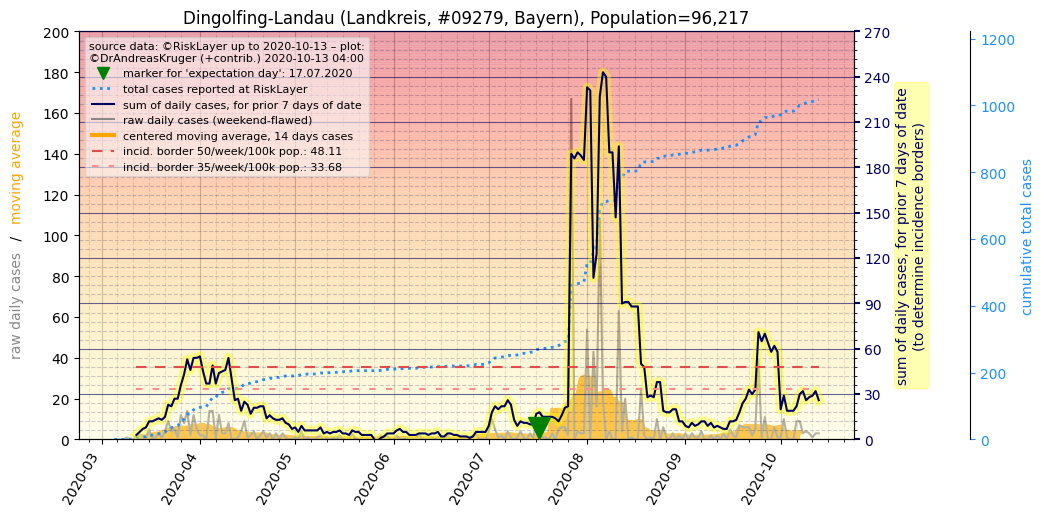 Dingolfing-Landau (Landkreis, #09279, Bayern), Population=96,217
source data: ©RiskLayer up to 2020-10-13 – plot:
©DrAndreasKruger (+contrib.) 2020-10-13 04:00
marker for 'expectation day': 17.07.2020
total cases reported at RiskLayer
sum of daily cases, for prior 7 days of date
raw daily cases (weekend-flawed)
centered moving average, 14 days cases
incid. border 50/week/100k pop.: 48.11
incid. border 35/week/100k pop.: 33.68
raw daily cases / moving average
200
180
160
140
120
100
80
60
40
20
0
2020-03
2020-04
2020-05
2020-06
2020-07
2020-08
2020-09
2020-10
270
240
210
180
150
120
90
60
30
0
sum of daily cases, for prior 7 days of date
(to determine incidence borders)
1200
1000
800
600
400
200
0
cumulative total cases